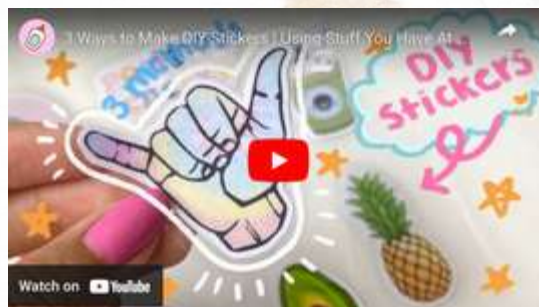 3 Ways to Make DIY Stickers | Using Stuff You Have At
3 
DIY
Stickers
Watch on YouTube